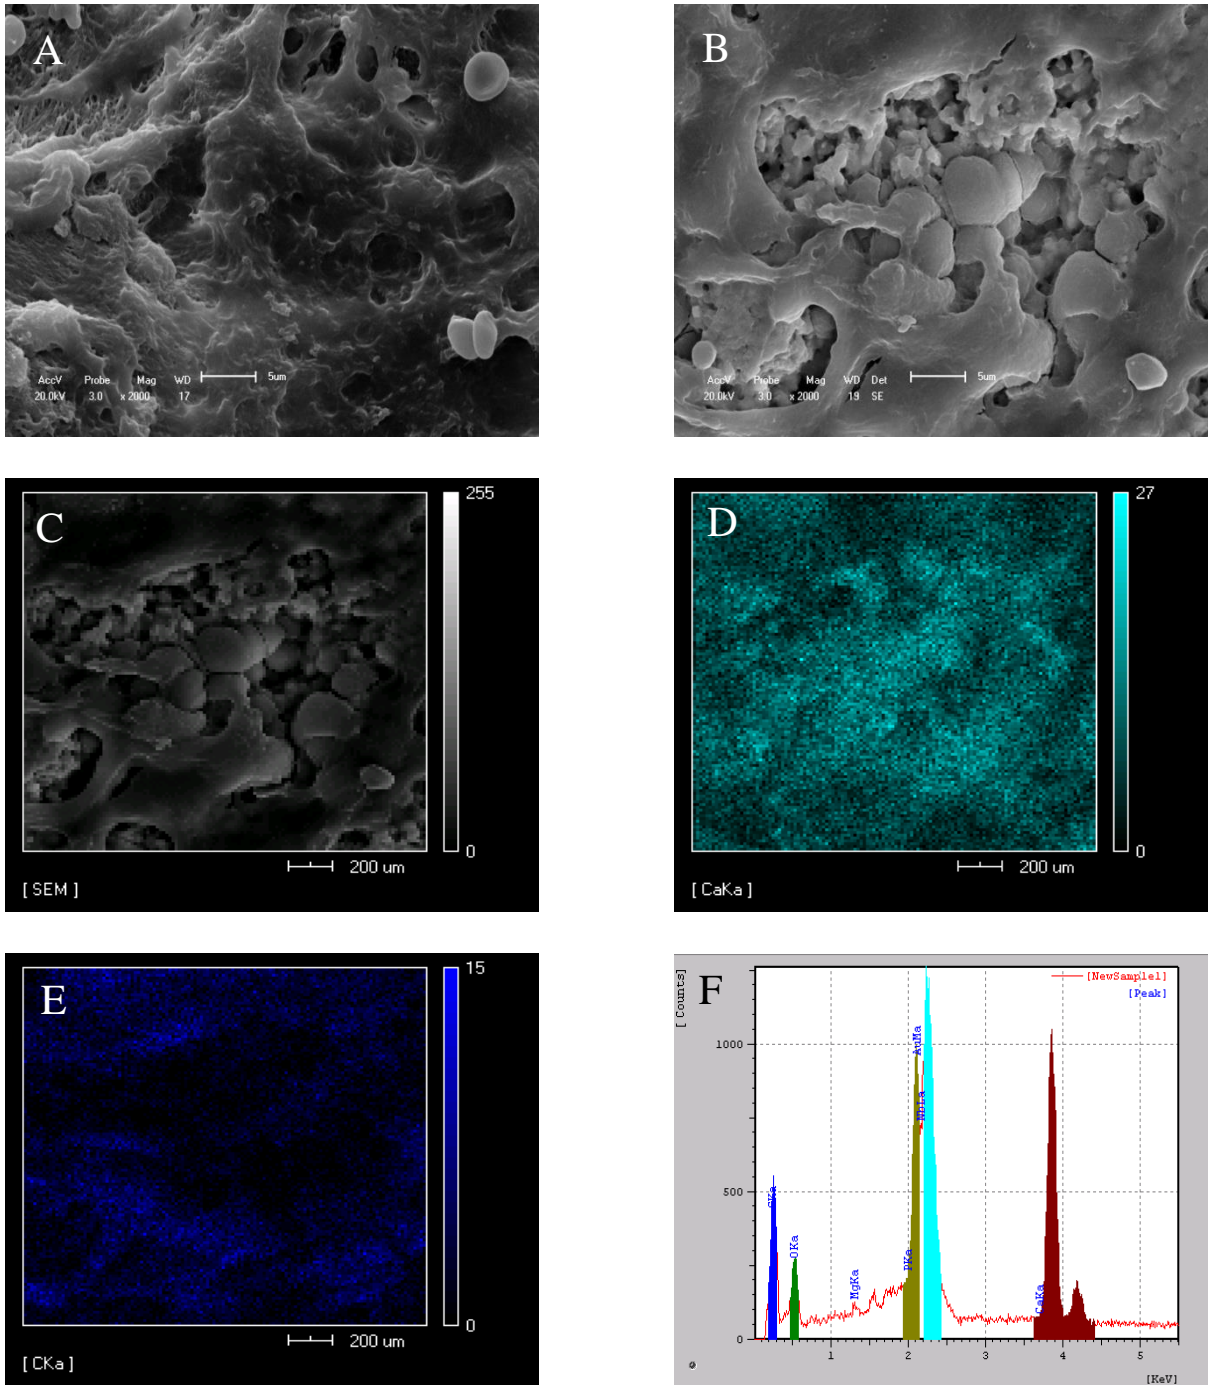 A
AccV Probe Mag WD
5um
20.0kV 3.0 x 2000 17
B
AccV Probe Mag WD Det
5um
20.0kV 3.0 x 2000 19 SE
C
255
0
200 um
[ SEM ]
D
27
0
200 um
[ CaKa ]
E
15
0
200 um
[ CKa ]
F
[ Counts]
[NewSample1]
[Peak]
1000
500
0
CKa
OKa
MgKa
PKa
AuMa
NbLa
CaKa
1 2 3 4 5
[KeV]